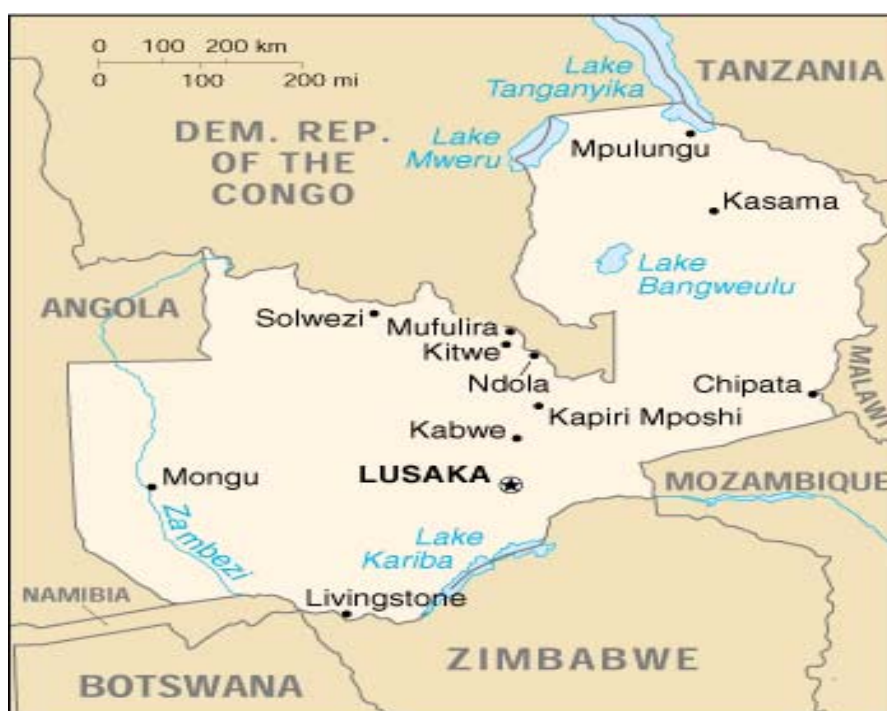 0 100 200 km
0 100 200 mi
DEM. REP.
OF THE
CONGO
Lake
Tanganyika
TANZANIA
Lake
Mweru
Mpulungu
Kasama
Lake
Bangweulu
ANGOLA
Solwezi
Mufulira
Kitwe
Ndola
Kapiri Mposhi
Chipata
MALAWI
Kabwe
LUSAKA
Mongu
Zambezi
MOZAMBIQUE
Lake
Kariba
NAMIBIA
Livingstone
ZIMBABWE
BOTSWANA